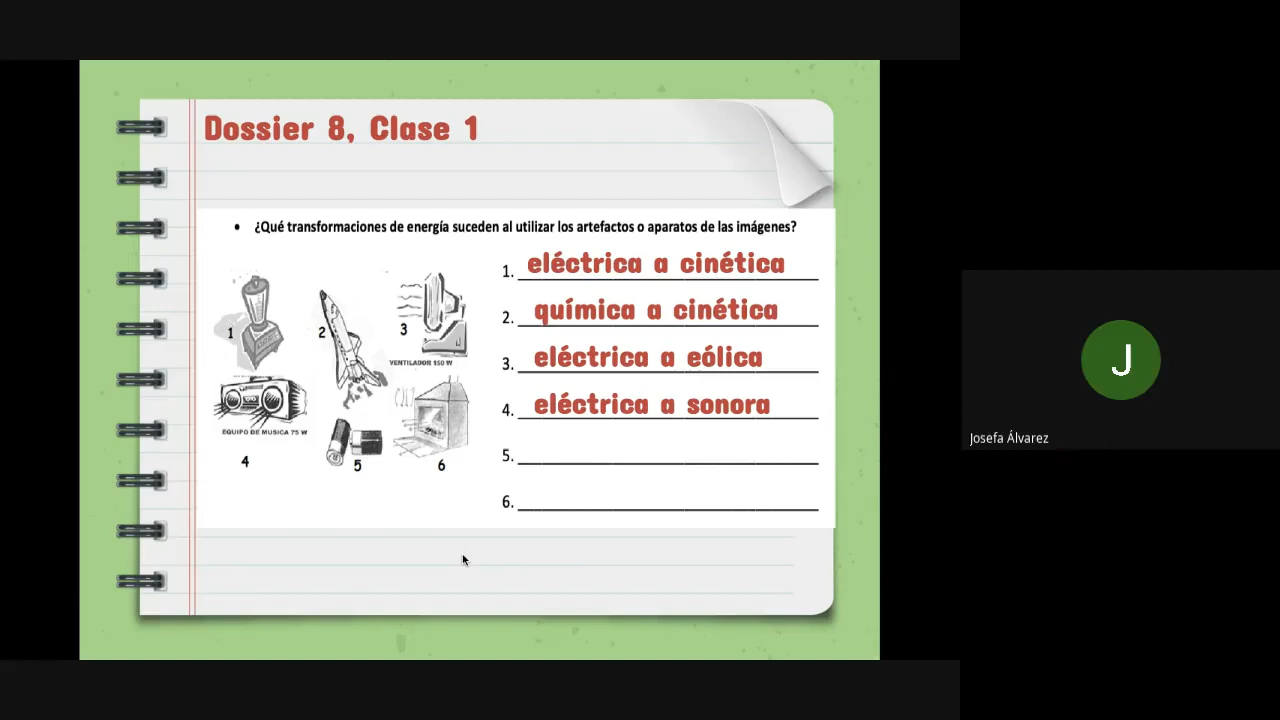 Dossier 8, Clase 1
• ¿Qué transformaciones de energía suceden al utilizar los artefactos o aparatos de las imágenes?
1. eléctrica a cinética
2. química a cinética
3. eléctrica a eólica
4. eléctrica a sonora
5.
6.
1
2
3
VENTILADOR 150 W
EQUIPO DE MUSICA 75 W
4
5
6
J
Josefa Álvarez